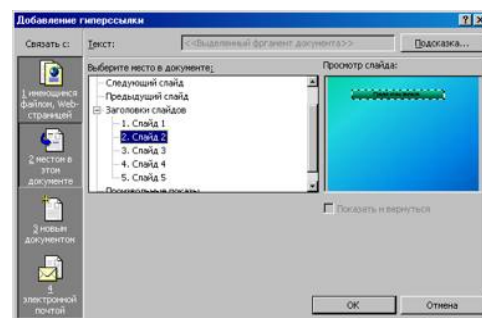 Добавление гиперссылки
Связать с:
Текст:
<<Выделенный фрагмент документа>>
Подсказка...
1 имеющимся
файлом, Web-
страницей
2 местом в
этом
документе
3 новым
документом
4
электронной
почтой
Выберите место в документе:
Следующий слайд
Предыдущий слайд
Заголовки слайдов
1. Слайд 1
2. Слайд 2
3. Слайд 3
4. Слайд 4
5. Слайд 5
Произвольные показы
Просмотр слайда:
Показать и вернуться
OK
Отмена